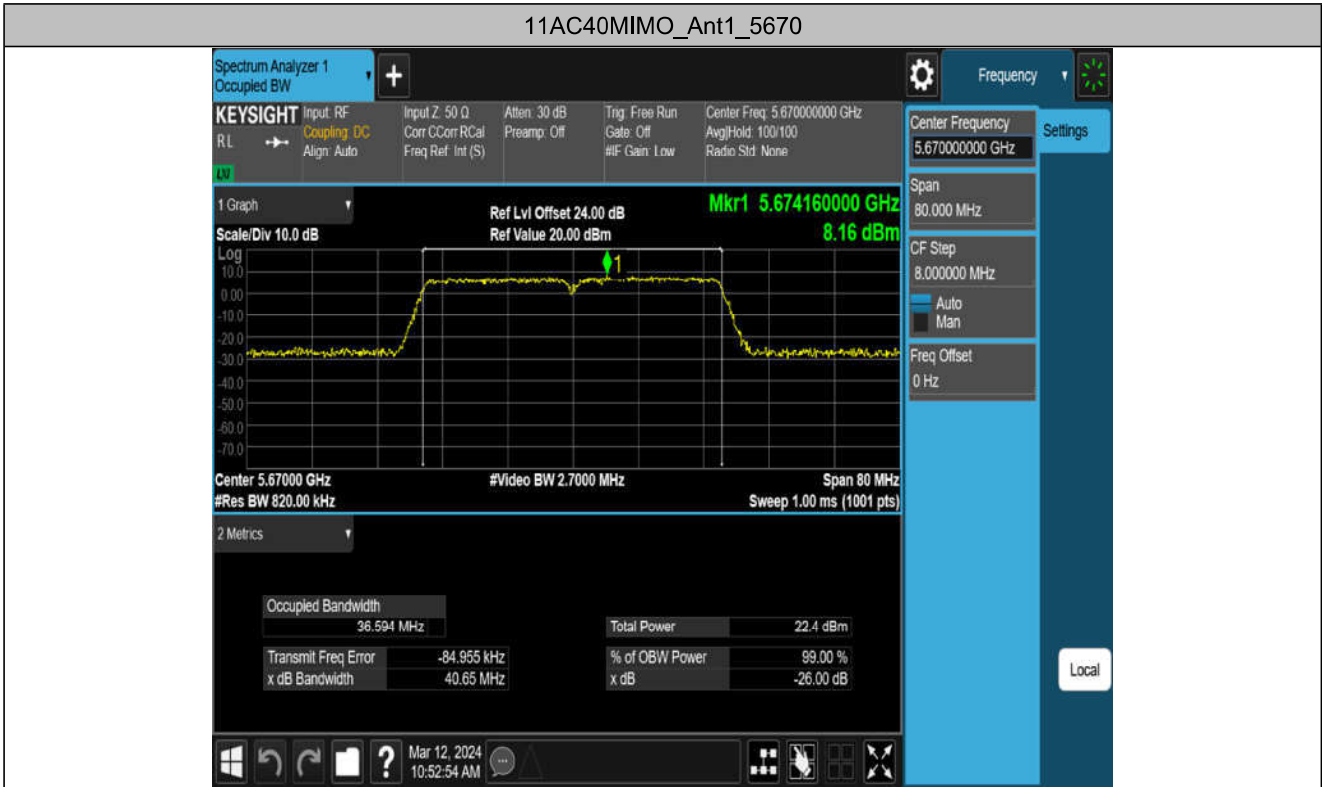 11AC40MIMO_Ant1_5670
Spectrum Analyzer 1
Occupied BW
Frequency
KEYSIGHT
R L
LXI
Input: RF
Coupling: DC
Align: Auto
Input Z: 50 Ω
Corr CCorr RCal
Freq Ref: Int (S)
Atten: 30 dB
Preamp: Off
Trig: Free Run
Gate: Off
#IF Gain: Low
Center Freq: 5.670000000 GHz
Avg|Hold: 100/100
Radio Std: None
Center Frequency
5.670000000 GHz
Settings
Span
80.000 MHz
CF Step
8.000000 MHz
Auto
Man
Freq Offset
0 Hz
Local
1 Graph
Scale/Div 10.0 dB
Ref Lvl Offset 24.00 dB
Ref Value 20.00 dBm
Mkr1 5.674160000 GHz
8.16 dBm
Log
10.0
0.00
-10.0
-20.0
-30.0
-40.0
-50.0
-60.0
-70.0
1
Center 5.67000 GHz
#Res BW 820.00 kHz
#Video BW 2.7000 MHz
Span 80 MHz
Sweep 1.00 ms (1001 pts)
2 Metrics
Occupied Bandwidth
36.594 MHz
Total Power 22.4 dBm
Transmit Freq Error -84.955 kHz
% of OBW Power 99.00 %
x dB Bandwidth 40.65 MHz
x dB -26.00 dB
Mar 12, 2024
10:52:54 AM